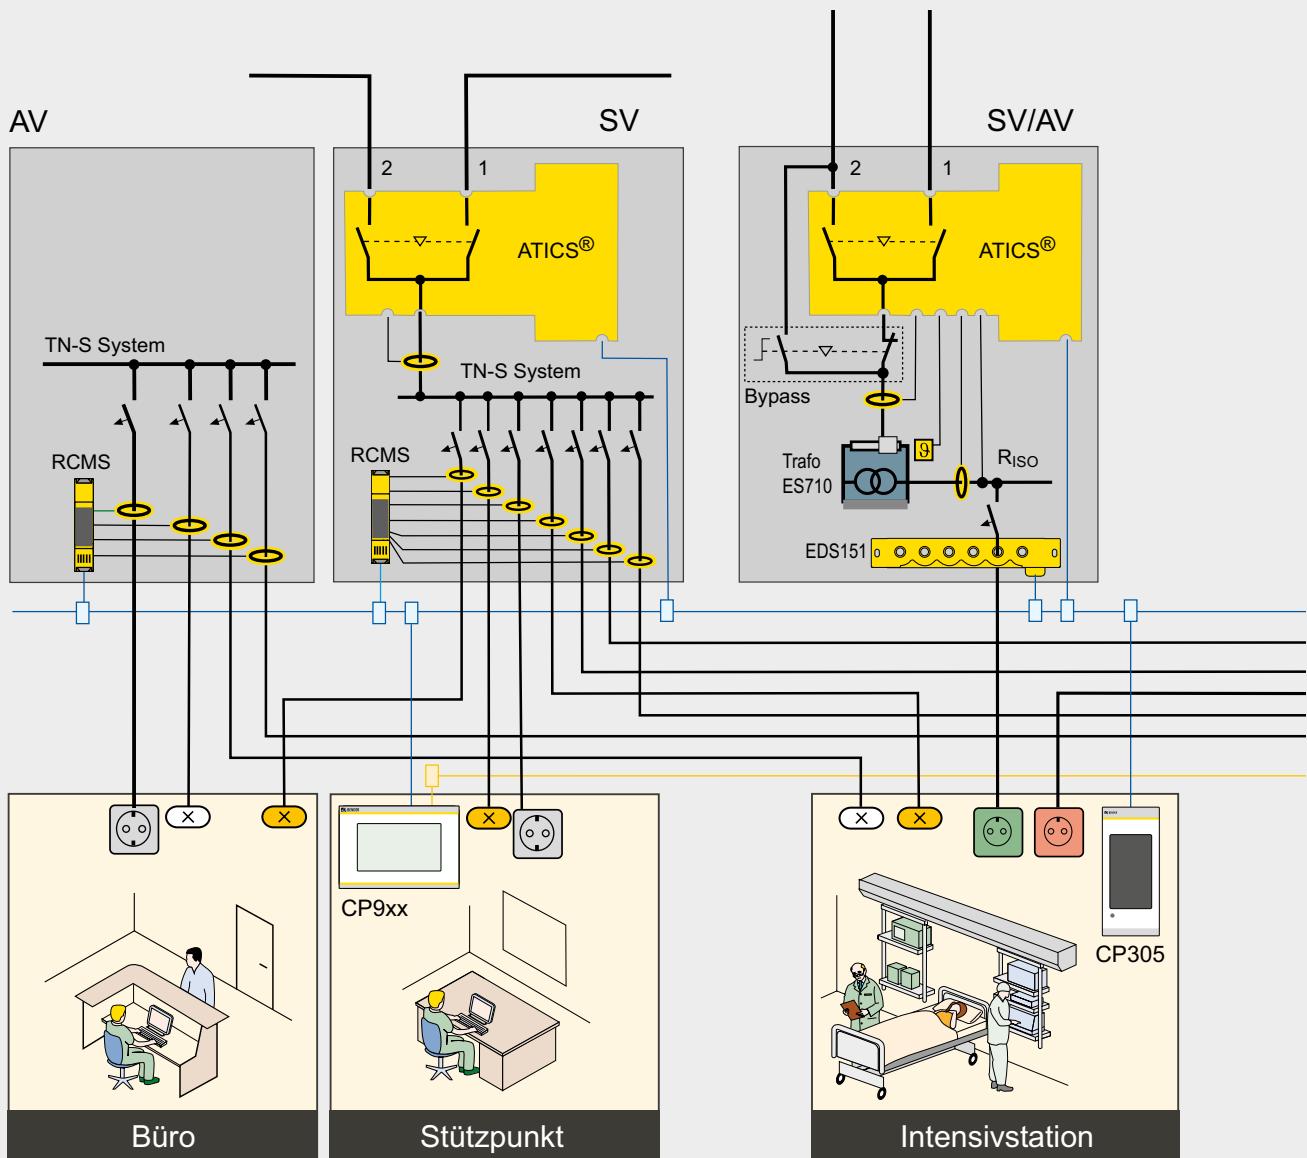 AV
SV
SV/AV
2
1
2
1
ATICS®
ATICS®
TN-S System
TN-S System
Bypass
RCMS
RCMS
Trafo
ES710
ϑ
RISO
EDS151
CP9xx
CP305
Büro
Stützpunkt
Intensivstation